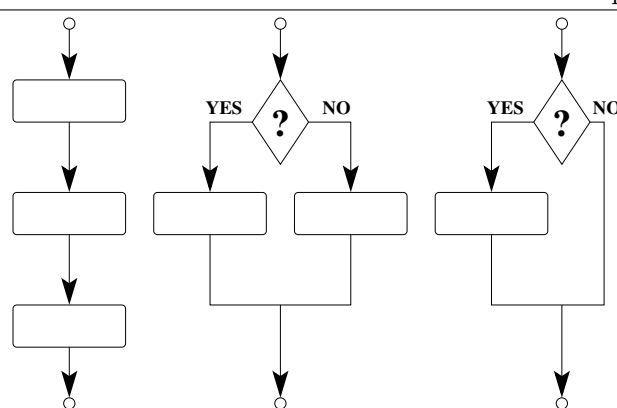 YES NO YES NO
? ?